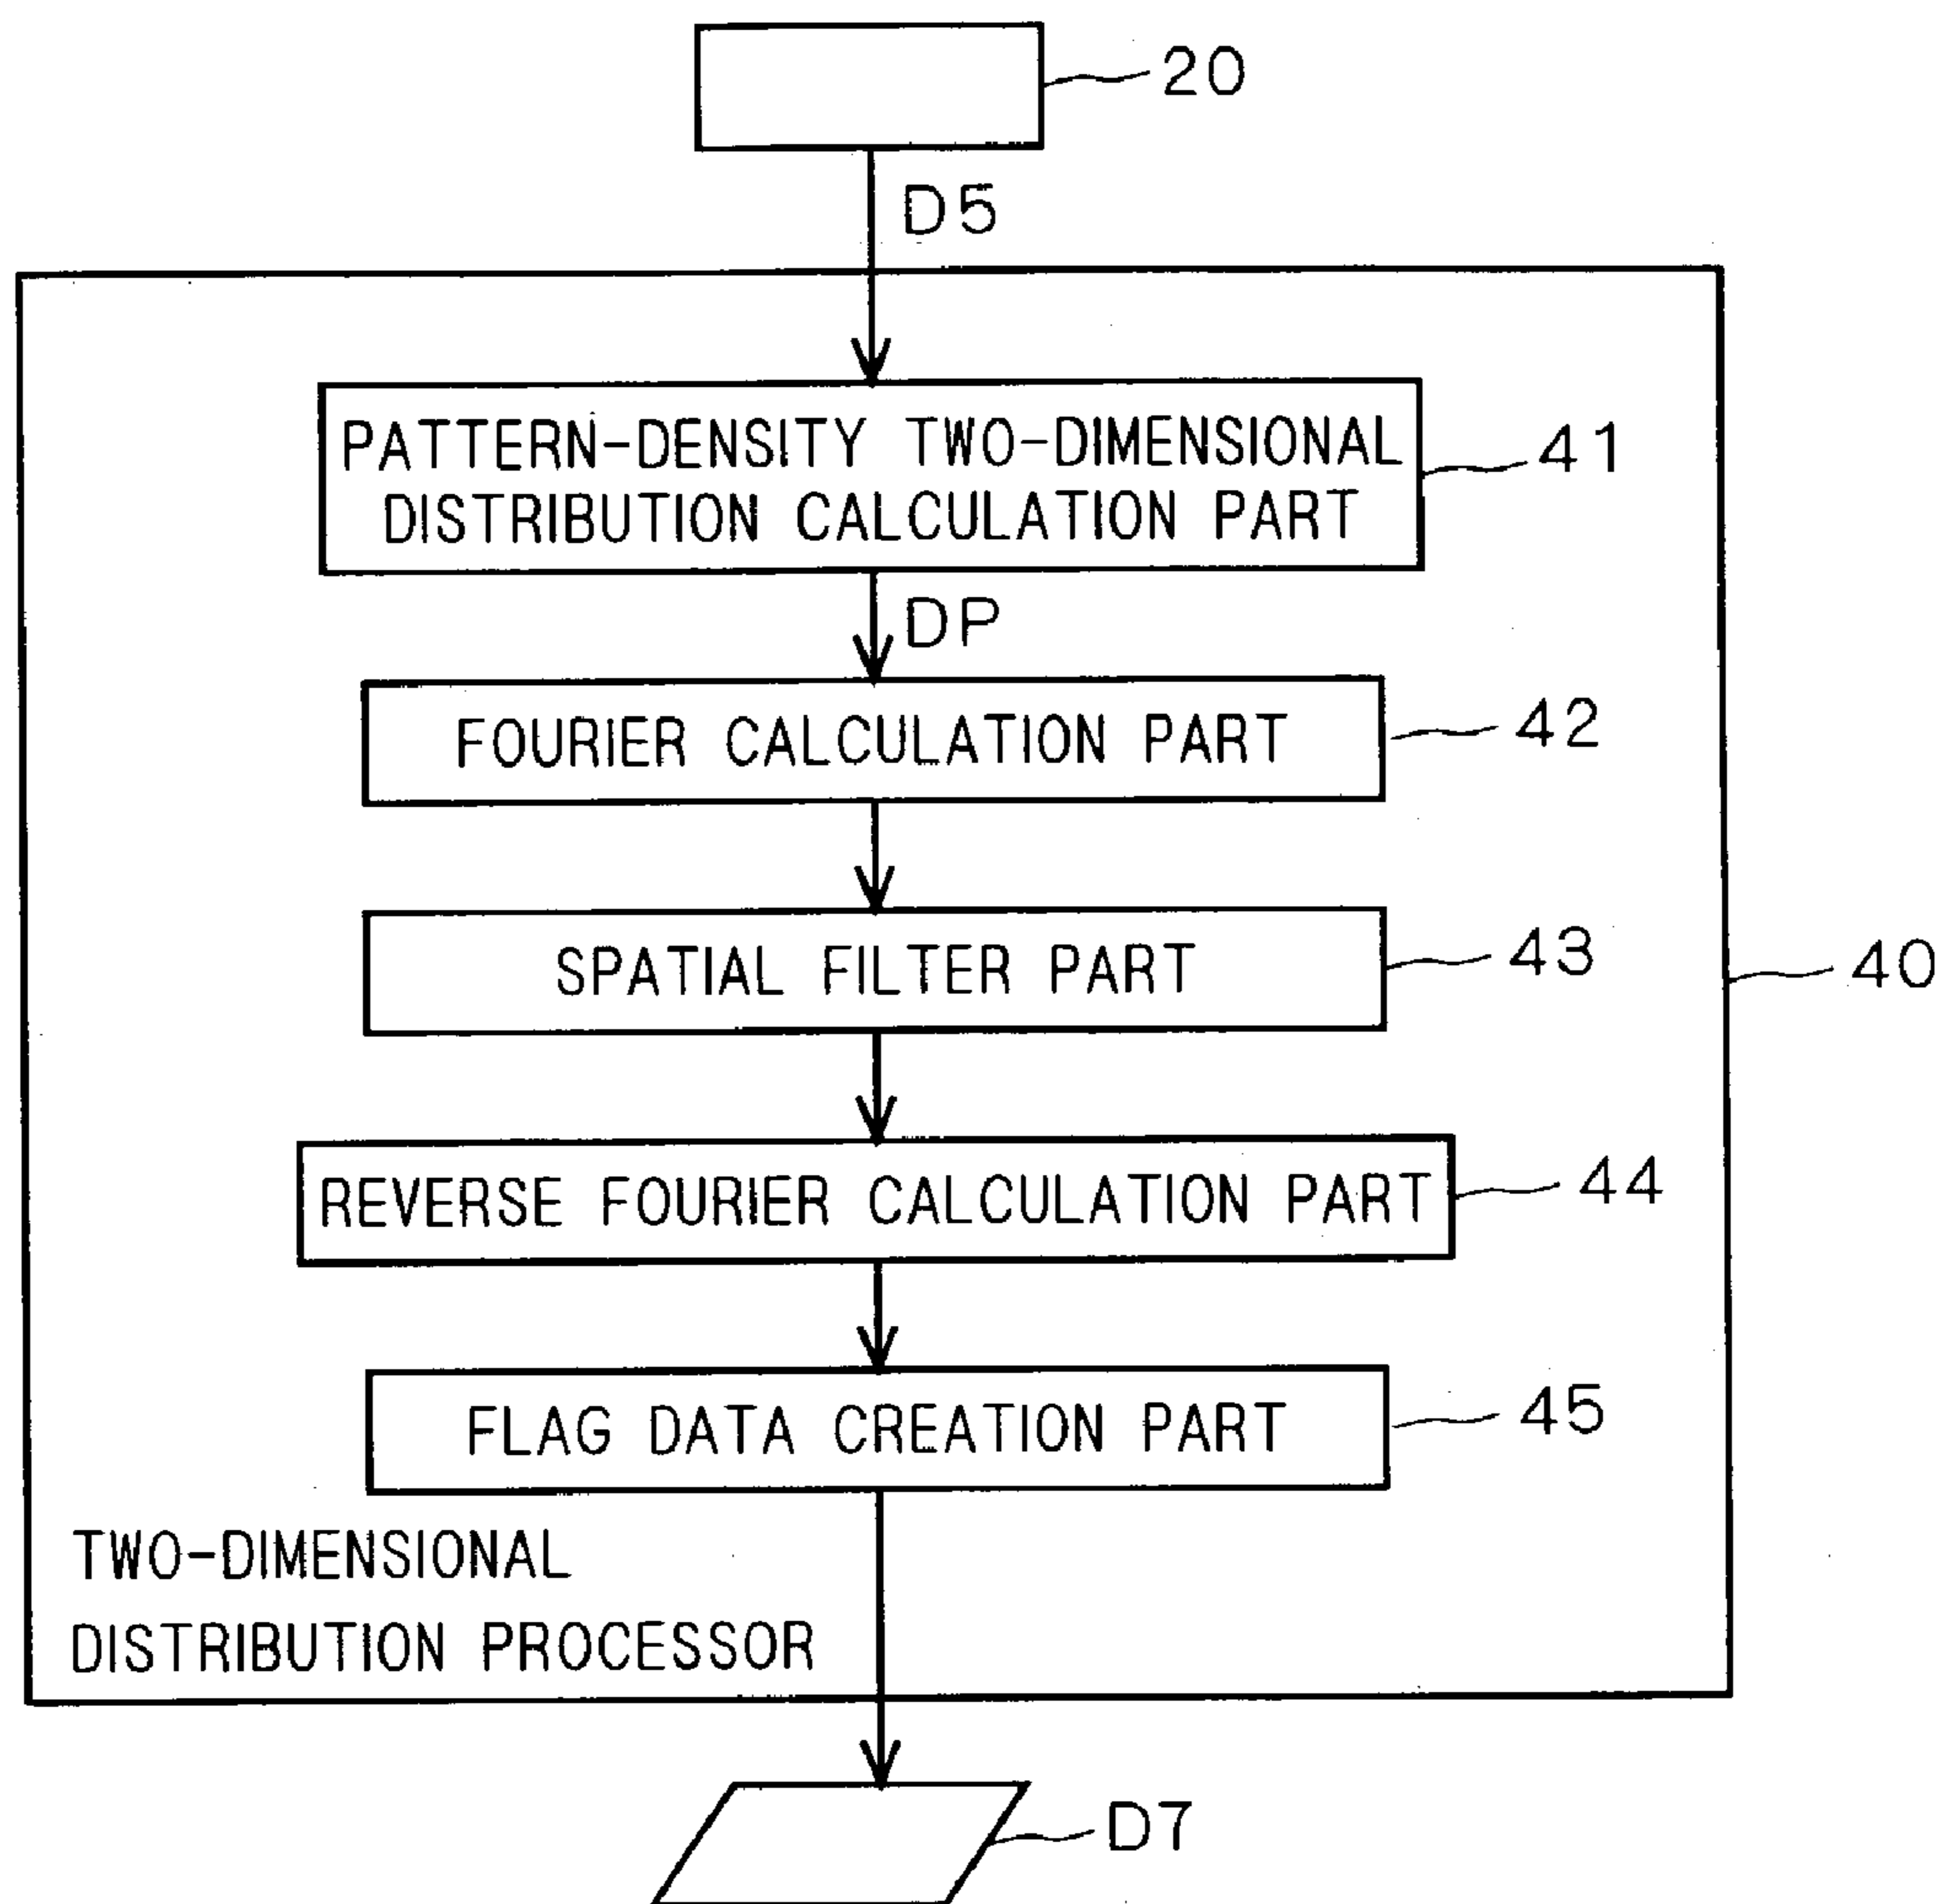 20
D5
PATTERN-DENSITY TWO-DIMENSIONAL
DISTRIBUTION CALCULATION PART
41
DP
FOURIER CALCULATION PART
42
SPATIAL FILTER PART
43
40
REVERSE FOURIER CALCULATION PART
44
FLAG DATA CREATION PART
45
TWO-DIMENSIONAL
DISTRIBUTION PROCESSOR
D7